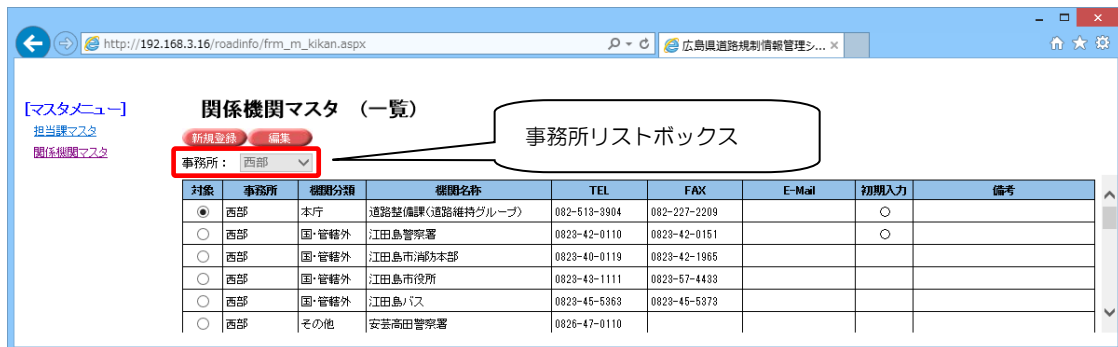 http://192.168.3.16/roadinfo/frm_m_kikan.aspx
広島県道路規制情報管理シ... ×
[マスタメニュー]
担当課マスタ
関係機関マスタ
関係機関マスタ （一覧）
新規登録 編集
事務所： 西部
事務所リストボックス
対象 事務所 機関分類 機関名称 TEL FAX E-Mail 初期入力 備考
西部 本庁 道路整備課(道路維持グループ) 082-513-3904 082-227-2209 ○
西部 国・管轄外 江田島警察署 0823-42-0110 0823-42-0151 ○
西部 国・管轄外 江田島市消防本部 0823-40-0119 0823-42-1965
西部 国・管轄外 江田島市役所 0823-43-1111 0823-57-4433
西部 国・管轄外 江田島バス 0823-45-5363 0823-45-5373
西部 その他 安芸高田警察署 0826-47-0110